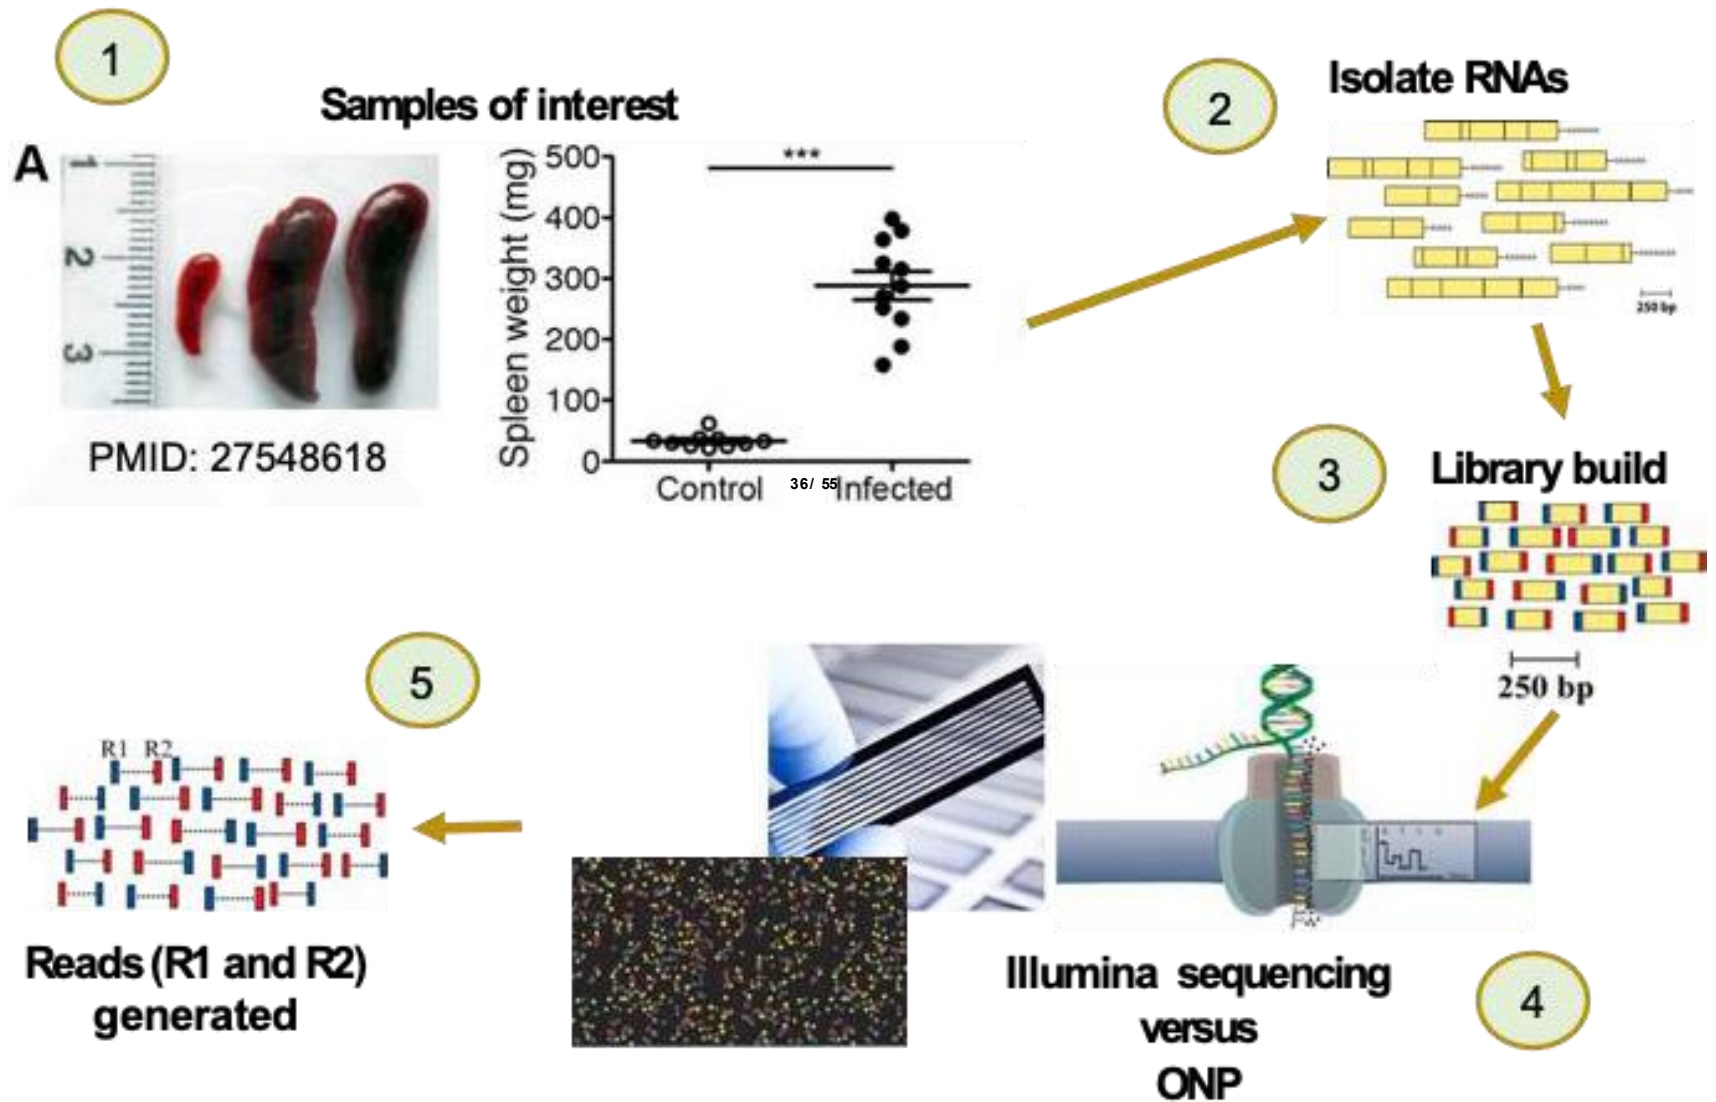 1
Samples of interest
A
1
2
3
PMID: 27548618
Spleen weight (mg)
500
400
300
200
100
0
***
Control
36/ 55
Infected
2
Isolate RNAs
250 bp
3
Library build
250 bp
4
Illumina sequencing
versus
ONP
5
R1 R2
Reads (R1 and R2)
generated